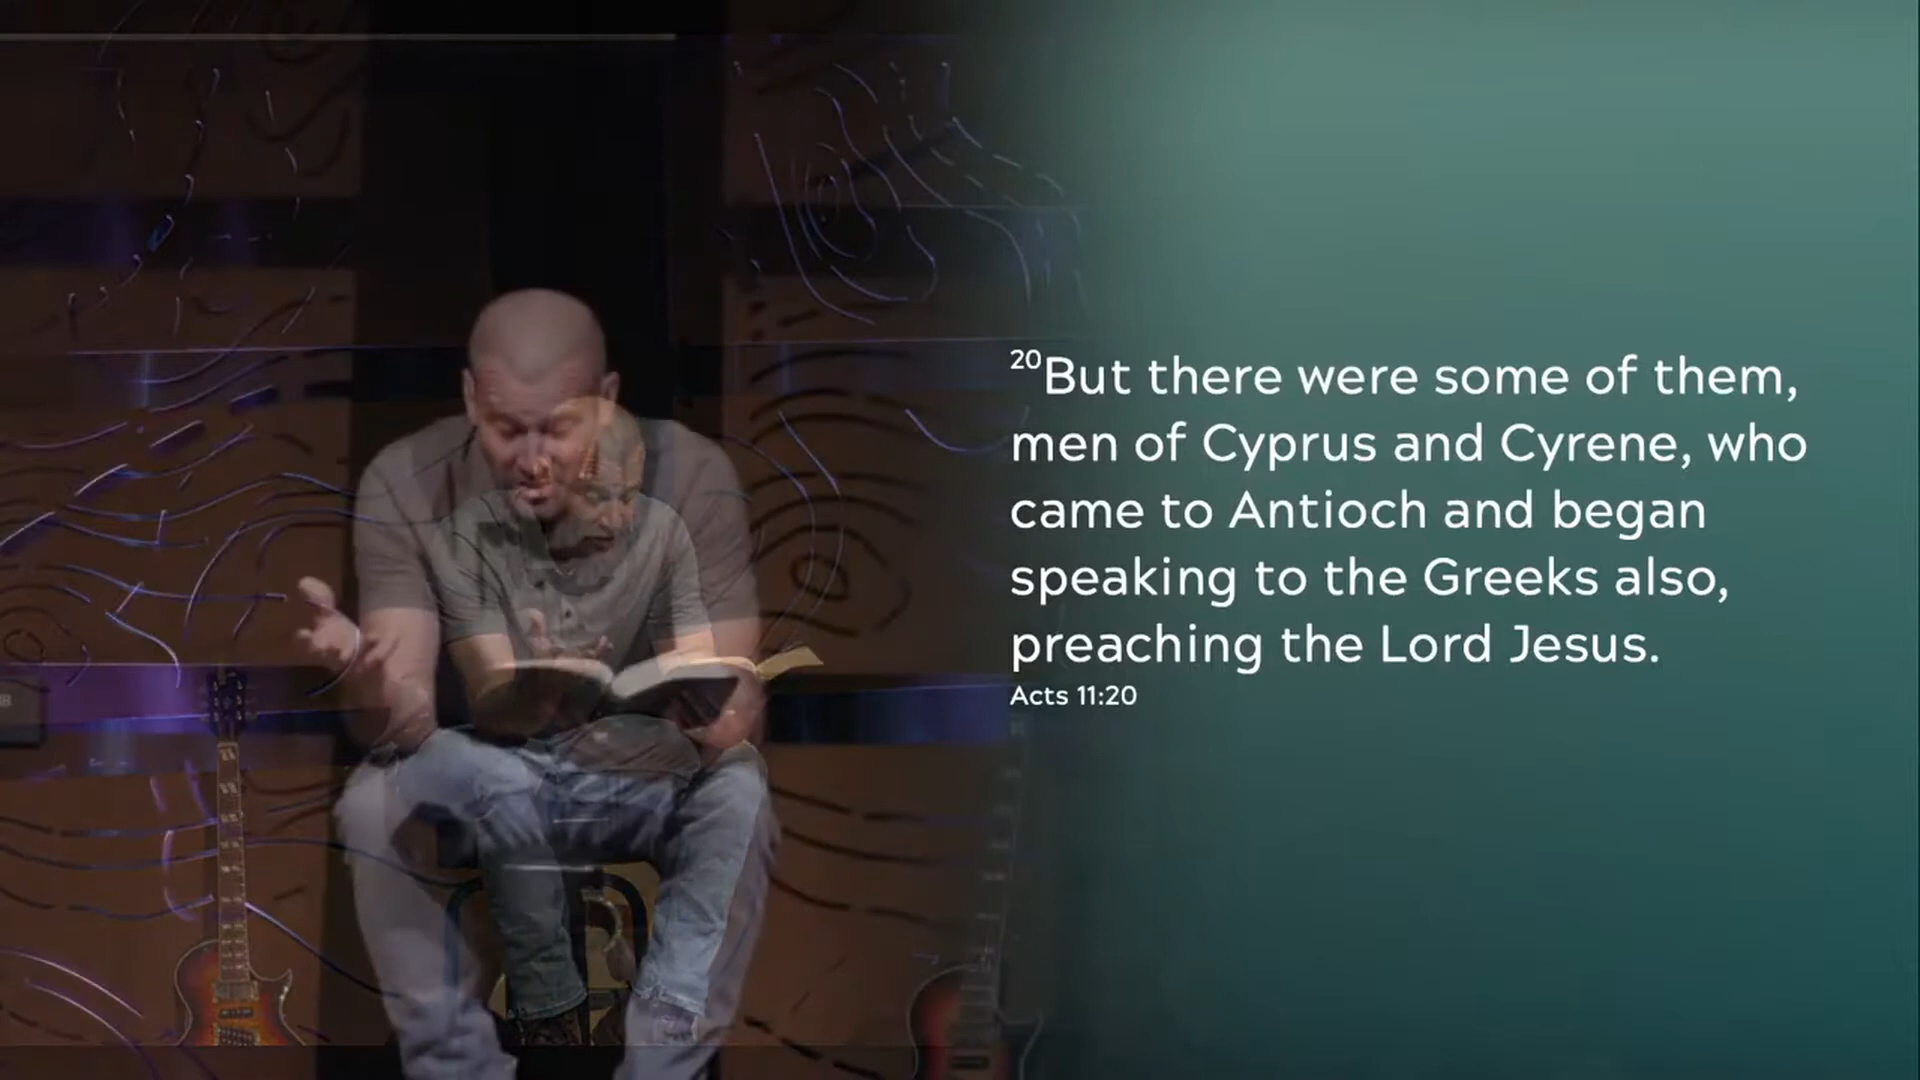 20But there were some of them,
men of Cyprus and Cyrene, who
came to Antioch and began
speaking to the Greeks also,
preaching the Lord Jesus.
Acts 11:20